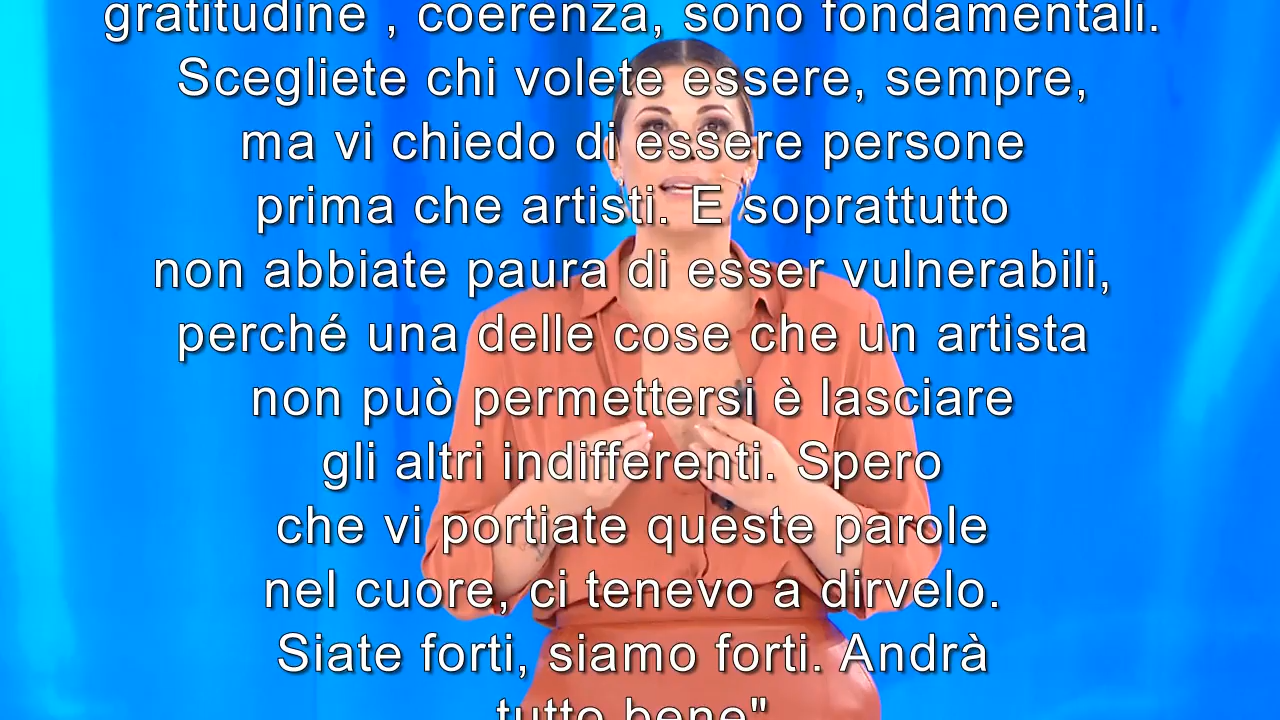 gratitudine , coerenza, sono fondamentali.
Scegliete chi volete essere, sempre,
ma vi chiedo di essere persone
prima che artisti. E soprattutto
non abbiate paura di esser vulnerabili,
perché una delle cose che un artista
non può permettersi è lasciare
gli altri indifferenti. Spero
che vi portiate queste parole
nel cuore, ci tenevo a dirvelo.
Siate forti, siamo forti. Andrà
tutto bene"